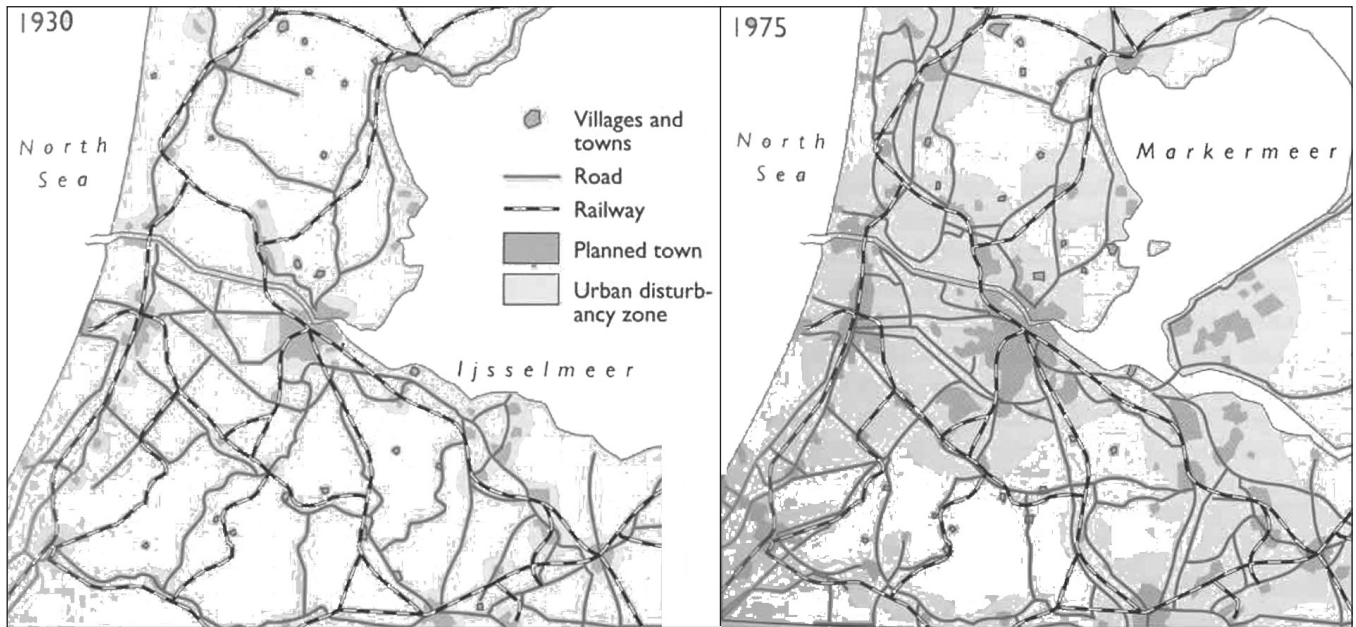 1930
North
Sea
Villages and
towns
Road
Railway
Planned town
Urban disturb-
ancy zone
Ijsselmeer
1975
North
Sea
Markermeer